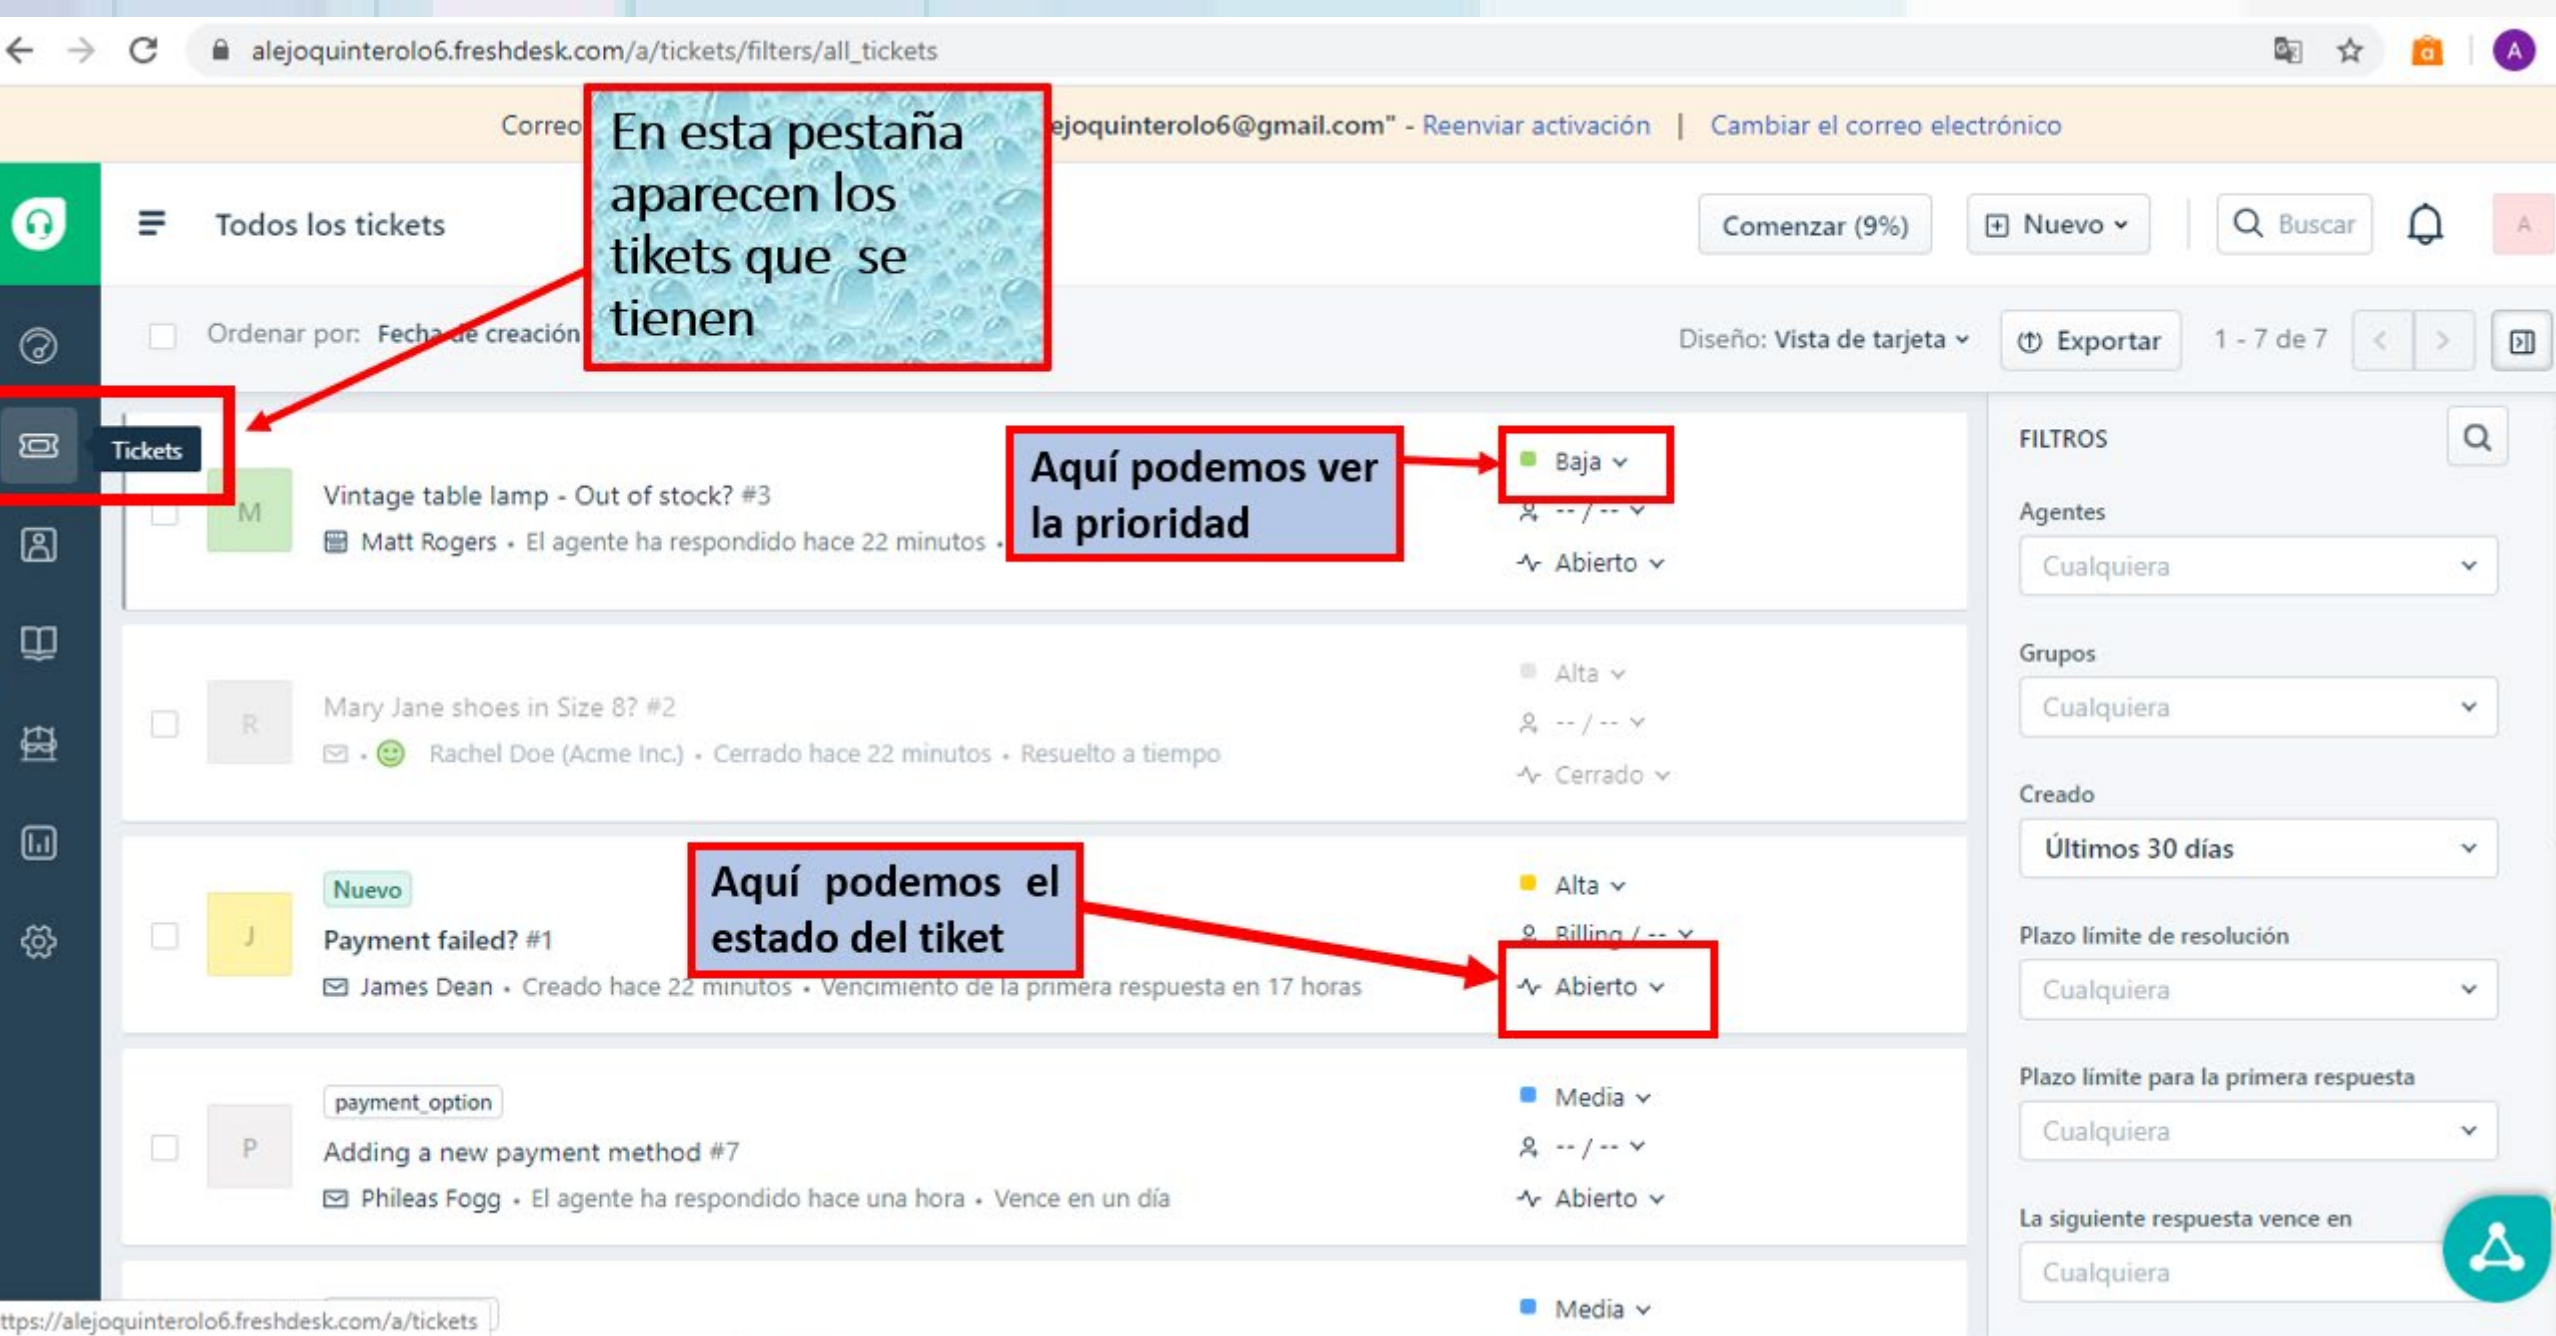 alejoquinterolo6.freshdesk.com/a/tickets/filters/all_tickets
A
Correo
ejoquinterolo6@gmail.com" - Reenviar activación | Cambiar el correo electrónico
En esta pestaña
aparecen los
tikets que se
tienen
Todos los tickets
Comenzar (9%)
Nuevo
Buscar
A
Ordenar por: Fecha de creación
Diseño: Vista de tarjeta
Exportar
1 - 7 de 7
Tickets
M
Vintage table lamp - Out of stock? #3
Matt Rogers • El agente ha respondido hace 22 minutos •
Aquí podemos ver
la prioridad
Baja
-- / --
Abierto
R
Mary Jane shoes in Size 8? #2
Rachel Doe (Acme Inc.) • Cerrado hace 22 minutos • Resuelto a tiempo
Alta
-- / --
Cerrado
Nuevo
J
Payment failed? #1
James Dean • Creado hace 22 minutos • Vencimiento de la primera respuesta en 17 horas
Aquí podemos el
estado del tiket
Alta
Billing / --
Abierto
payment_option
P
Adding a new payment method #7
Phileas Fogg • El agente ha respondido hace una hora • Vence en un día
Media
-- / --
Abierto
Media
FILTROS
Agentes
Cualquiera
Grupos
Cualquiera
Creado
Últimos 30 días
Plazo límite de resolución
Cualquiera
Plazo límite para la primera respuesta
Cualquiera
La siguiente respuesta vence en
Cualquiera
ttps://alejoquinterolo6.freshdesk.com/a/tickets